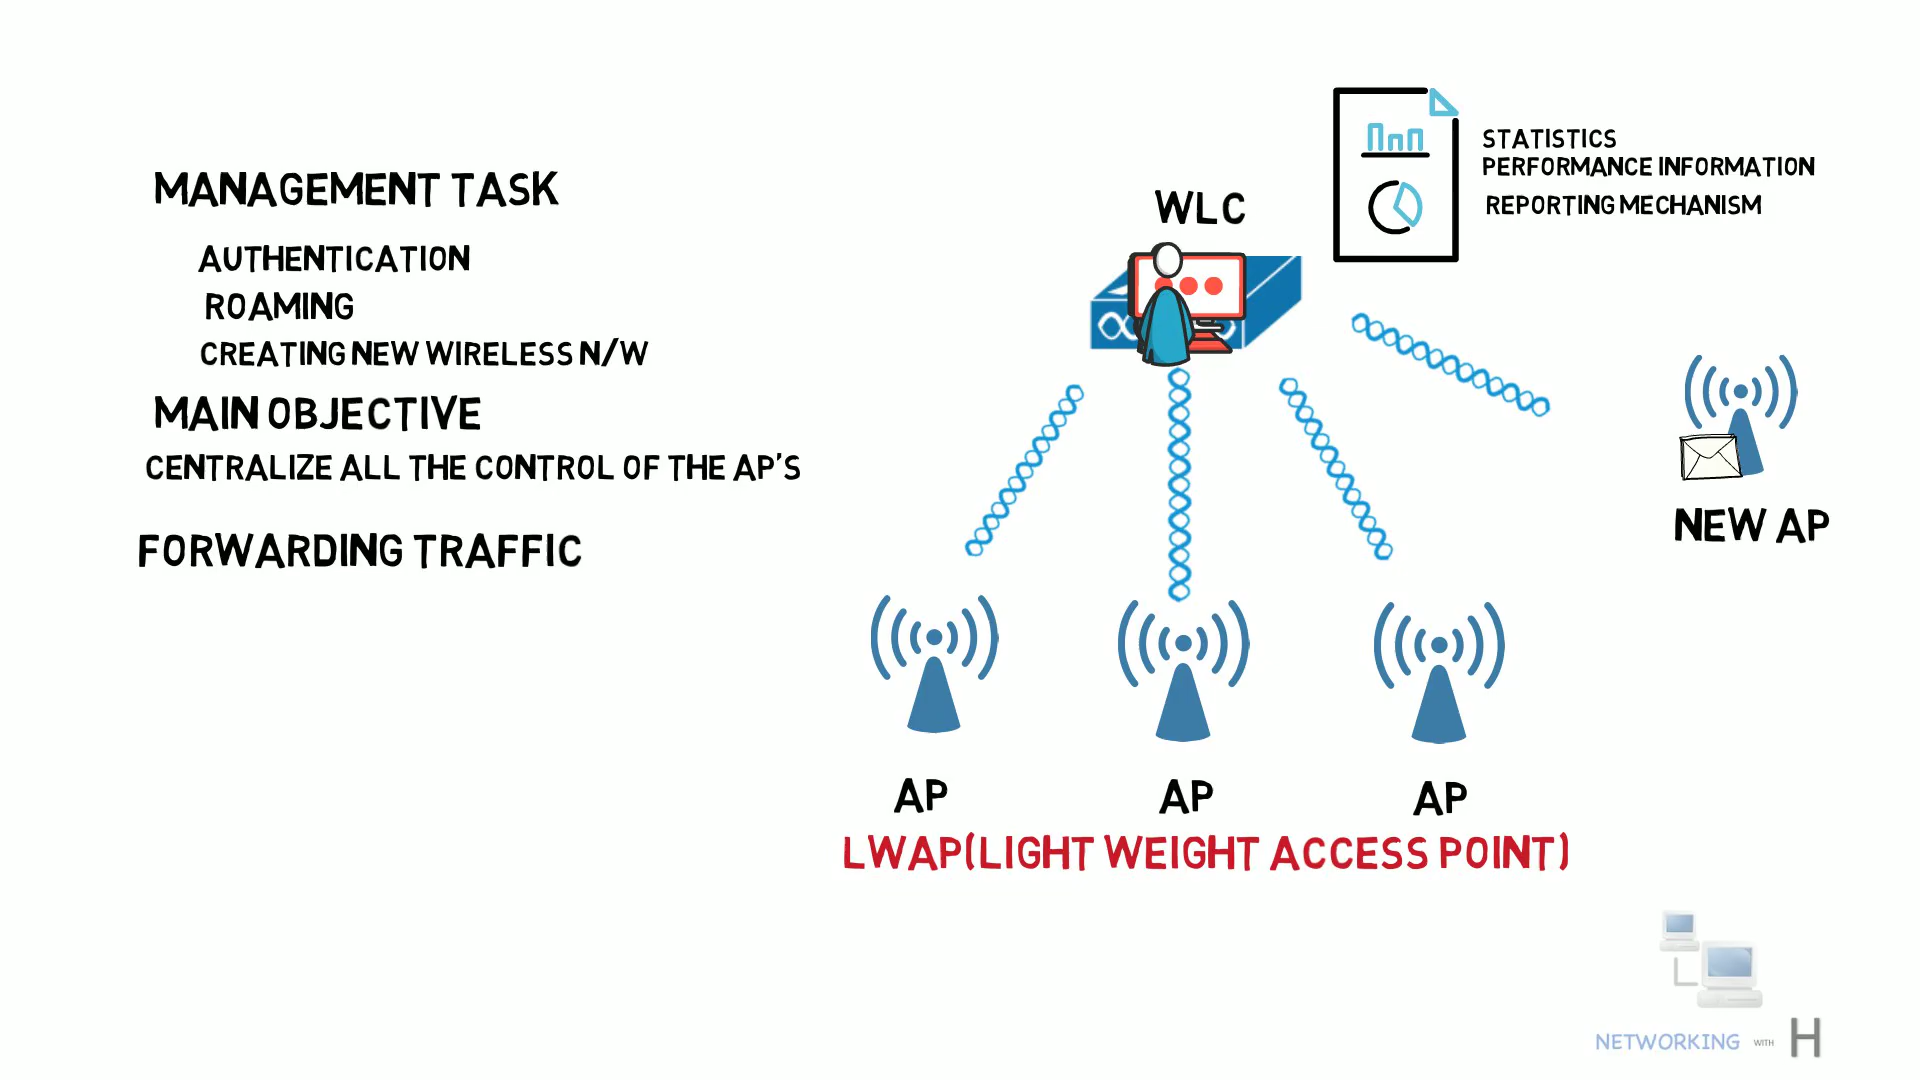 MANAGEMENT TASK
AUTHENTICATION
ROAMING
CREATING NEW WIRELESS N/W
MAIN OBJECTIVE
CENTRALIZE ALL THE CONTROL OF THE AP'S
FORWARDING TRAFFIC
STATISTICS
PERFORMANCE INFORMATION
REPORTING MECHANISM
WLC
NEW AP
AP AP AP
LWAP(LIGHT WEIGHT ACCESS POINT)
NETWORKING WITH H